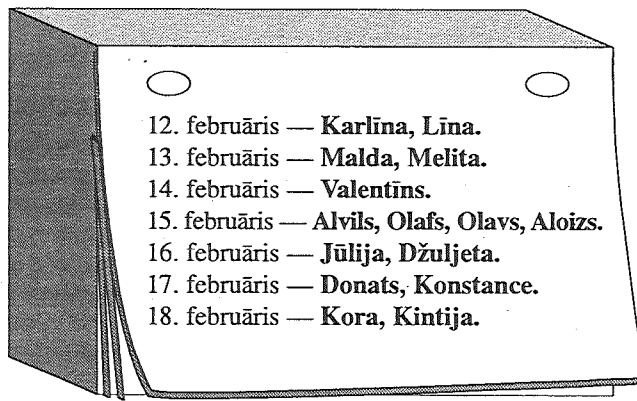 12. februāris — Karlīna, Līna.
13. februāris — Malda, Melita.
14. februāris — Valentīns.
15. februāris — Alvils, Olafs, Olavs, Aloizs.
16. februāris — Jūlija, Džuljeta.
17. februāris — Donats, Konstance.
18. februāris — Kora, Kintija.